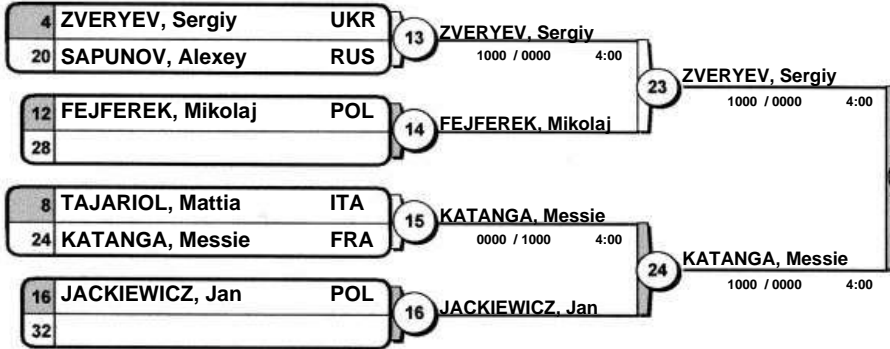 4 ZVERYEV, Sergiy UKR
20 SAPUNOV, Alexey RUS
13
ZVERYEV, Sergiy
1000 / 0000 4:00
12 FEJFEREK, Mikolaj POL
28
14
FEJFEREK, Mikolaj
23
ZVERYEV, Sergiy
1000 / 0000 4:00
8 TAJARIOL, Mattia ITA
24 KATANGA, Messie FRA
15
KATANGA, Messie
0000 / 1000 4:00
16 JACKIEWICZ, Jan POL
32
16
JACKIEWICZ, Jan
24
KATANGA, Messie
1000 / 0000 4:00